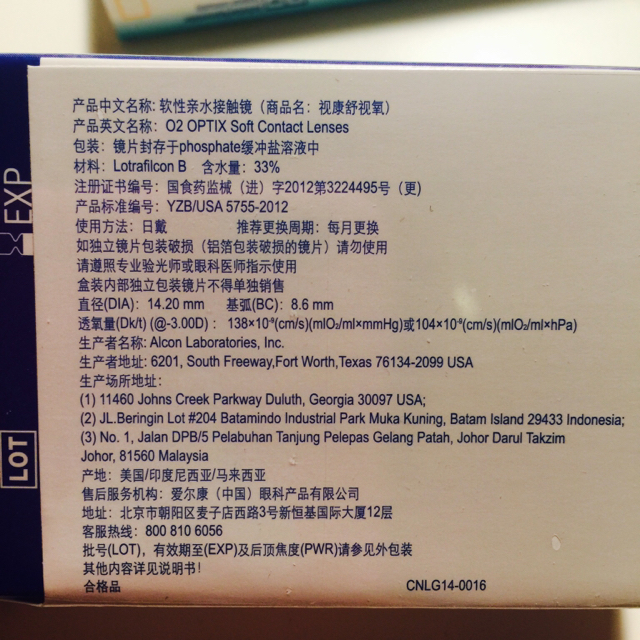 产品中文名称: 软性亲水接触镜（商品名：视康舒视氧）
产品英文名称：O2 OPTIX Soft Contact Lenses
包装：镜片封存于phosphate缓冲盐溶液中
材料：Lotrafilcon B 含水量：33%
注册证书编号：国食药监械（进）字2012第3224495号（更）
产品标准编号：YZB/USA 5755-2012
使用方法：日戴 推荐更换周期：每月更换
如独立镜片包装破损（铝箔包装破损的镜片）请勿使用
请遵照专业验光师或眼科医师指示使用
盒装内部独立包装镜片不得单独销售
直径(DIA)：14.20 mm 基弧(BC)：8.6 mm
透氧量(Dk/t) (@-3.00D)：138×10⁻⁹(cm/s)(mlO₂/ml×mmHg)或104×10⁻⁹(cm/s)(mlO₂/ml×hPa)
生产者名称: Alcon Laboratories, Inc.
生产者地址: 6201, South Freeway,Fort Worth,Texas 76134-2099 USA
生产场所地址：
(1) 11460 Johns Creek Parkway Duluth, Georgia 30097 USA;
(2) JL.Beringin Lot #204 Batamindo Industrial Park Muka Kuning, Batam Island 29433 Indonesia;
(3) No. 1, Jalan DPB/5 Pelabuhan Tanjung Pelepas Gelang Patah, Johor Darul Takzim
Johor, 81560 Malaysia
产地：美国/印度尼西亚/马来西亚
售后服务机构：爱尔康（中国）眼科产品有限公司
地址：北京市朝阳区麦子店西路3号新恒基国际大厦12层
客服热线：800 810 6056
批号(LOT)，有效期至(EXP)及后顶焦度(PWR)请参见外包装
其他内容详见说明书！
合格品 CNLG14-0016
EXP
LOT